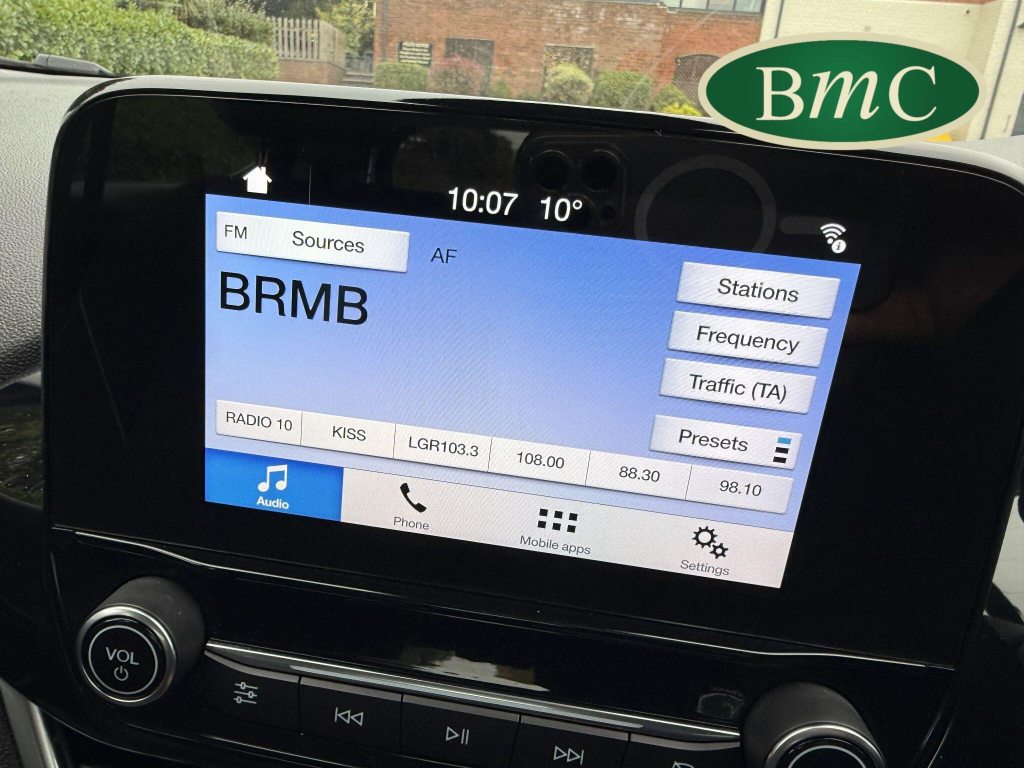 BmC
10:07 10°
FM Sources
AF
BRMB
Stations
Frequency
Traffic (TA)
Presets
RADIO 10
KISS
LGR103.3
108.00
88.30
98.10
Audio
Phone
Mobile apps
Settings
VOL